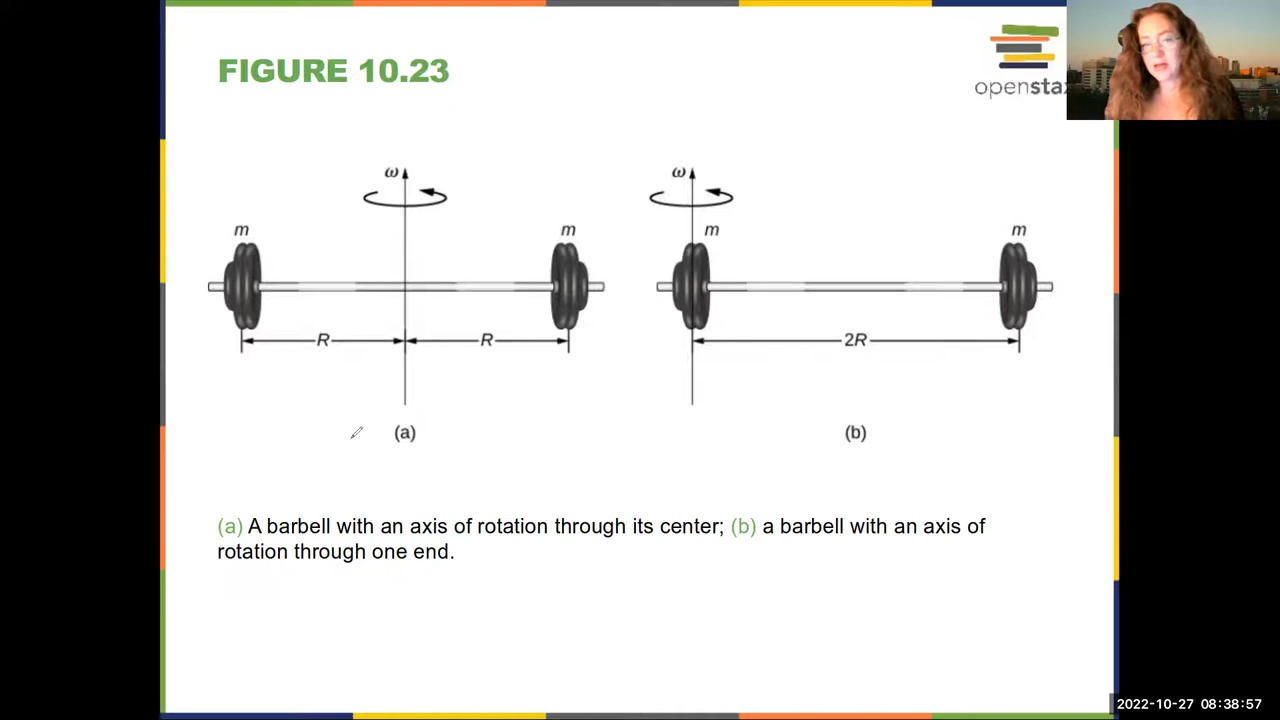 FIGURE 10.23
openstax
ω
ω
m
m
m
m
R
R
2R
(a)
(b)
(a) A barbell with an axis of rotation through its center; (b) a barbell with an axis of
rotation through one end.
2022-10-27 08:38:57